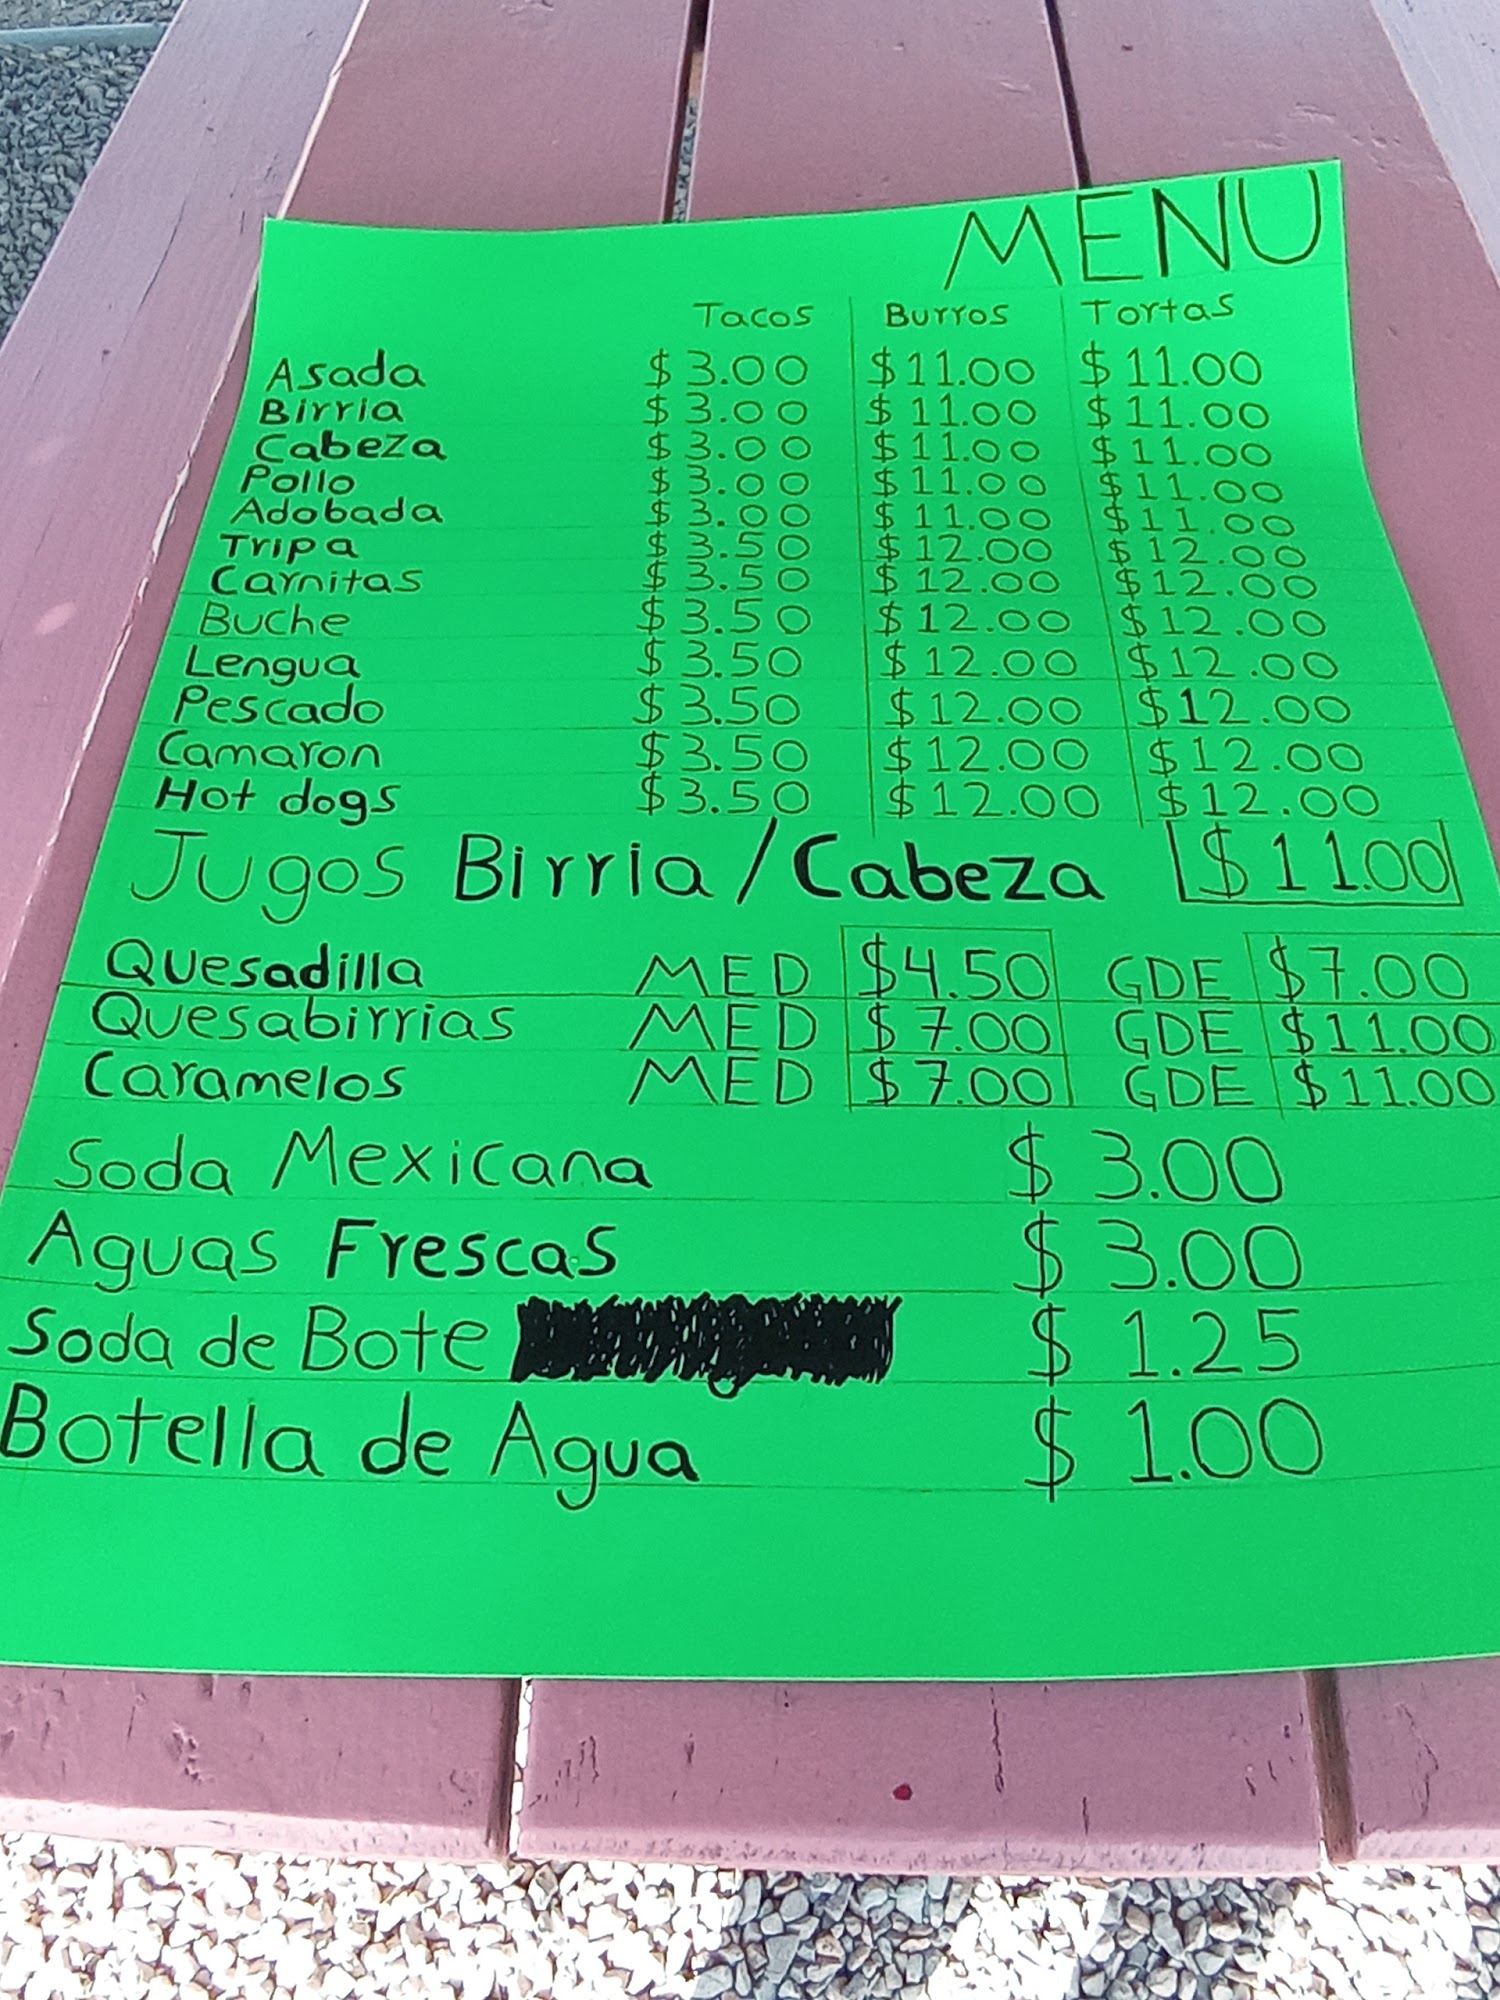 MENU
Tacos Burros Tortas
Asada $3.00 $11.00 $11.00
Birria $3.00 $11.00 $11.00
Cabeza $3.00 $11.00 $11.00
Pollo $3.00 $11.00 $11.00
Adobada $3.00 $11.00 $11.00
Tripa $3.50 $12.00 $12.00
Carnitas $3.50 $12.00 $12.00
Buche $3.50 $12.00 $12.00
Lengua $3.50 $12.00 $12.00
Pescado $3.50 $12.00 $12.00
Camaron $3.50 $12.00 $12.00
Hot dogs $3.50 $12.00 $12.00
Jugos Birria/Cabeza $11.00
Quesadilla MED $4.50 GDE $7.00
Quesabirrias MED $7.00 GDE $11.00
Caramelos MED $7.00 GDE $11.00
Soda Mexicana $3.00
Aguas Frescas $3.00
Soda de Bote $1.25
Botella de Agua $1.00